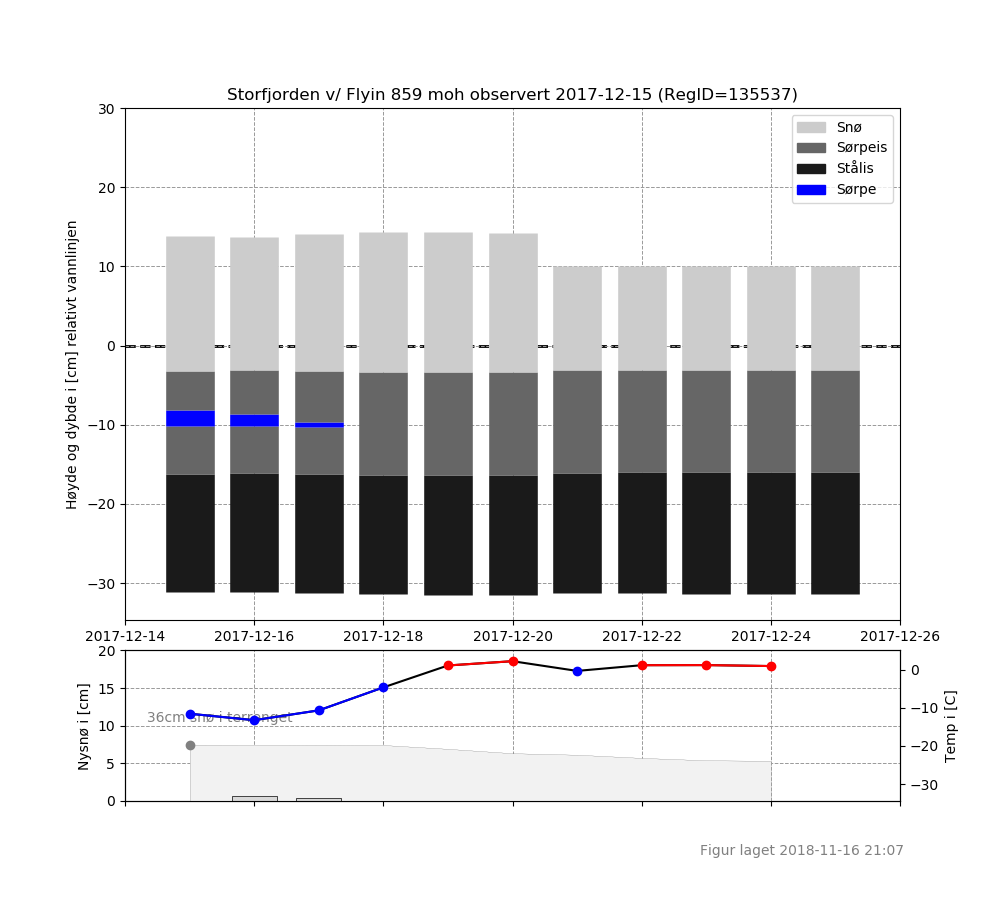 Storfjorden v/ Flyin 859 moh observert 2017-12-15 (RegID=135537)
Høyde og dybde i [cm] relativt vannlinjen
30
20
10
0
−10
−20
−30
Snø
Sørpeis
Stålis
Sørpe
2017-12-14
2017-12-16
2017-12-18
2017-12-20
2017-12-22
2017-12-24
2017-12-26
Nysnø i [cm]
20
15
10
5
0
36cm snø i terrenget
0
−10
−20
−30
Temp i [C]
Figur laget 2018-11-16 21:07